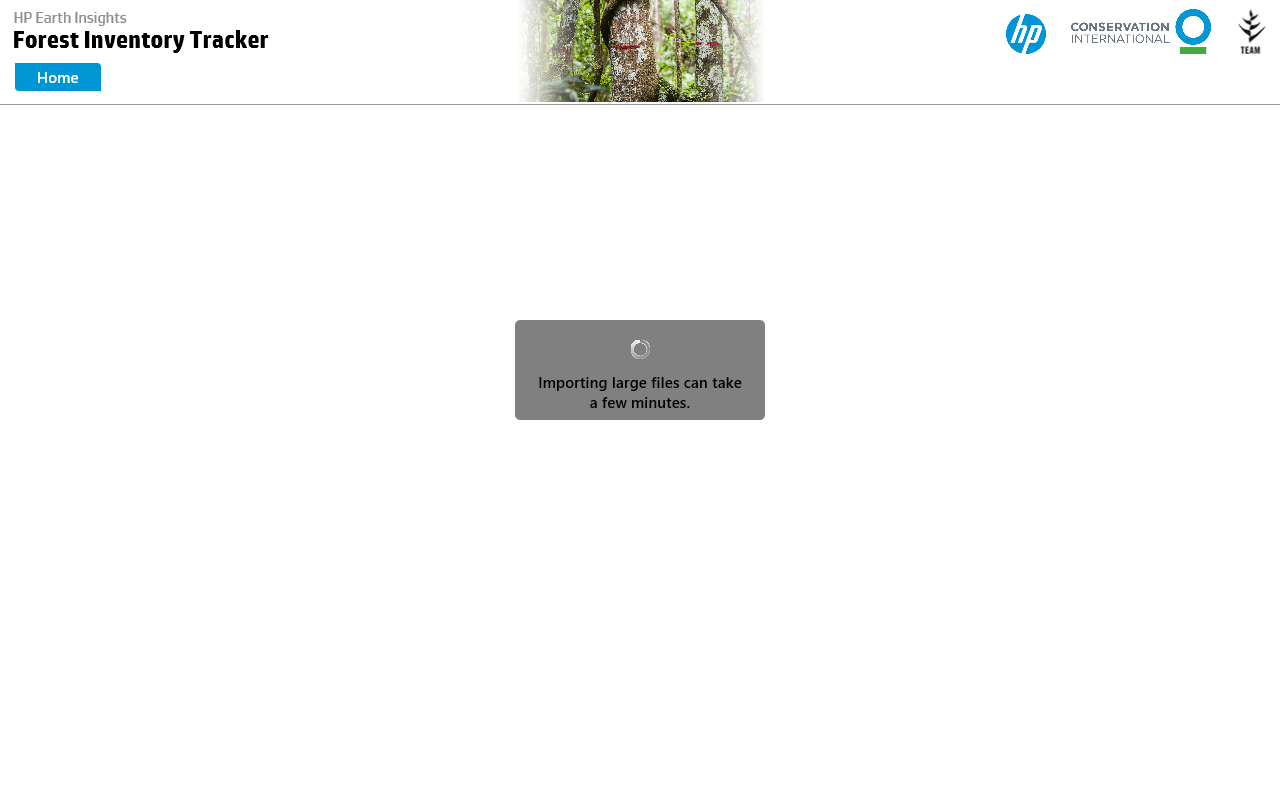 HP Earth Insights
Forest Inventory Tracker
Home
hp
CONSERVATION
INTERNATIONAL
TEAM
Importing large files can take
a few minutes.